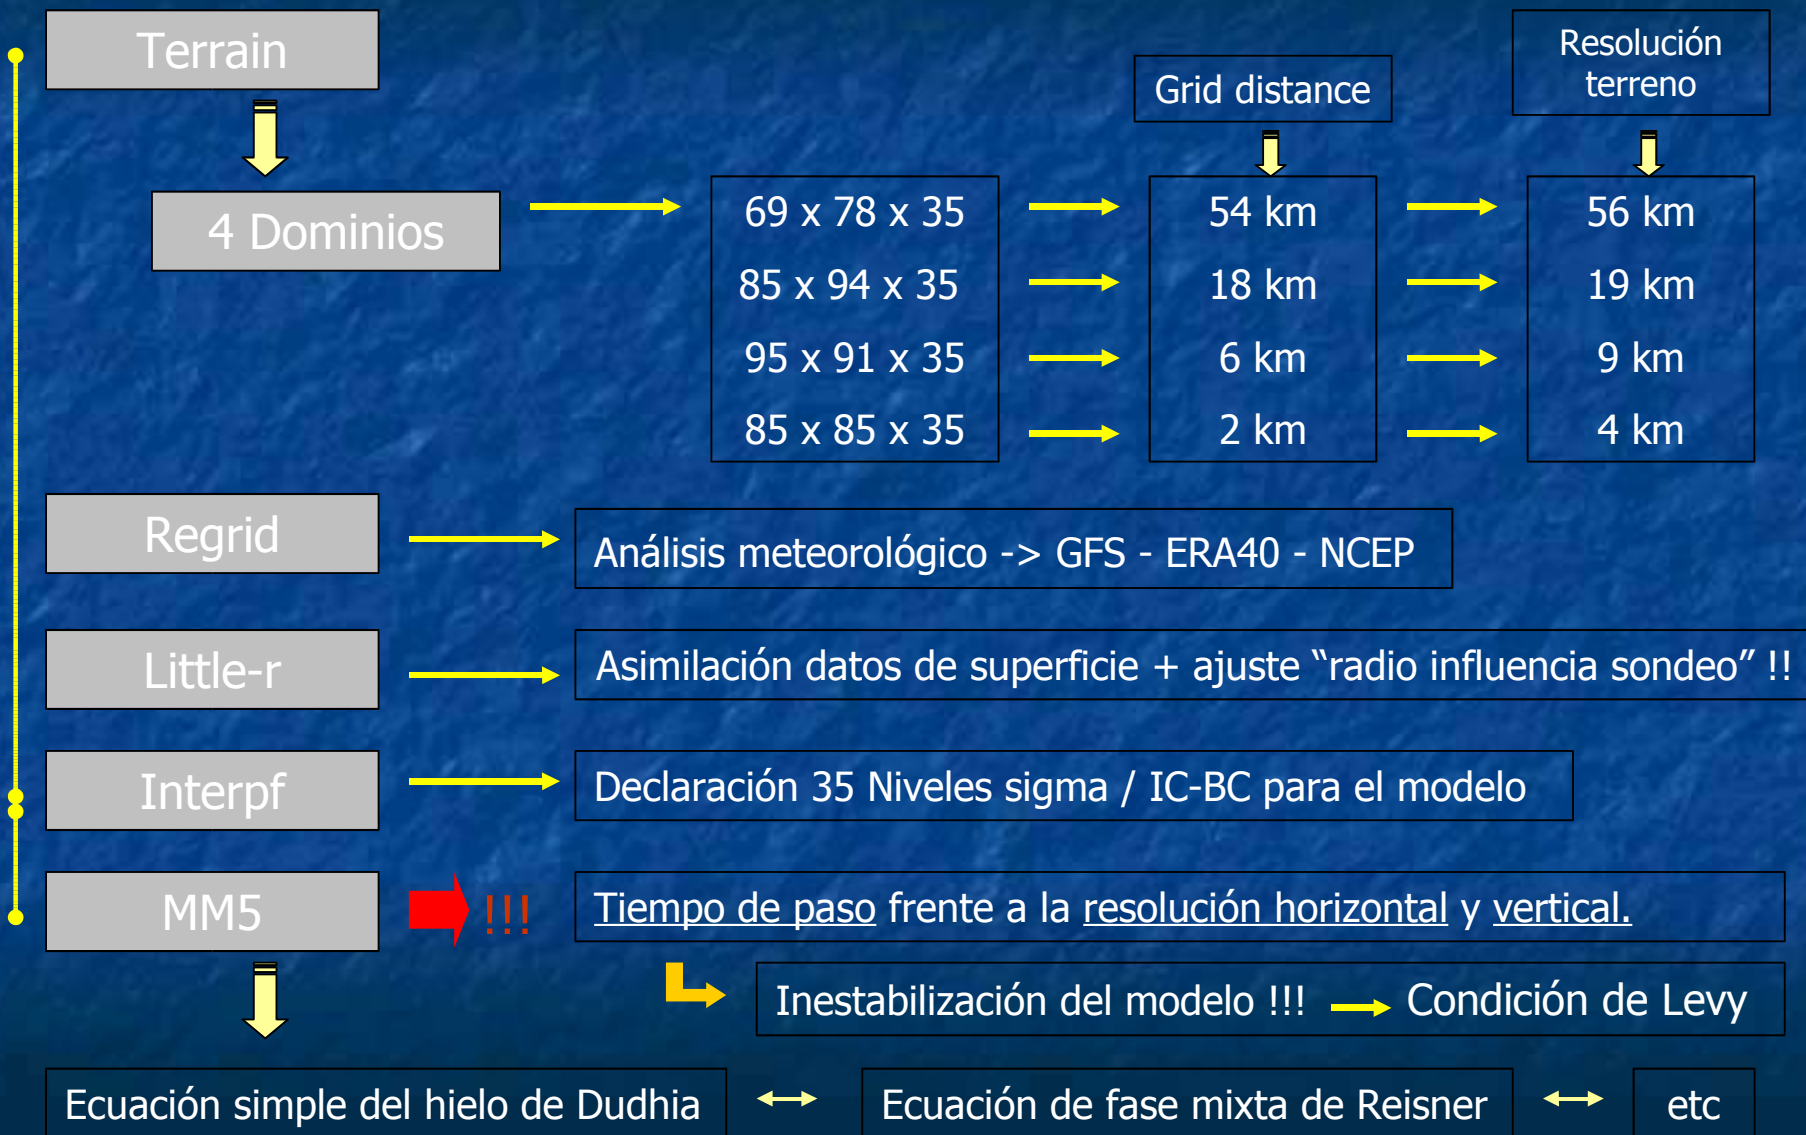 Terrain
Grid distance
Resolución
terreno
4 Dominios
69 x 78 x 35
54 km
56 km
85 x 94 x 35
18 km
19 km
95 x 91 x 35
6 km
9 km
85 x 85 x 35
2 km
4 km
Regrid
Análisis meteorológico -> GFS - ERA40 - NCEP
Little-r
Asimilación datos de superficie + ajuste “radio influencia sondeo” !!
Interpf
Declaración 35 Niveles sigma / IC-BC para el modelo
MM5
!!!
Tiempo de paso frente a la resolución horizontal y vertical.
Inestabilización del modelo !!!
Condición de Levy
Ecuación simple del hielo de Dudhia
Ecuación de fase mixta de Reisner
etc